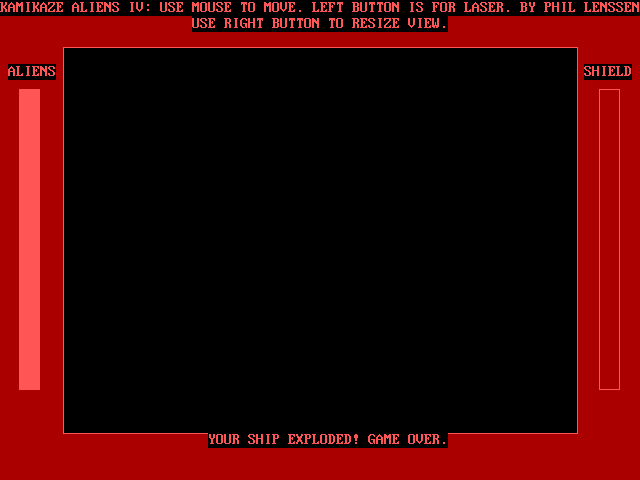 KAMIKAZE ALIENS IV: USE MOUSE TO MOVE. LEFT BUTTON IS FOR LASER. BY PHIL LENSSEN
USE RIGHT BUTTON TO RESIZE VIEW.
ALIENS
SHIELD
YOUR SHIP EXPLODED! GAME OVER.